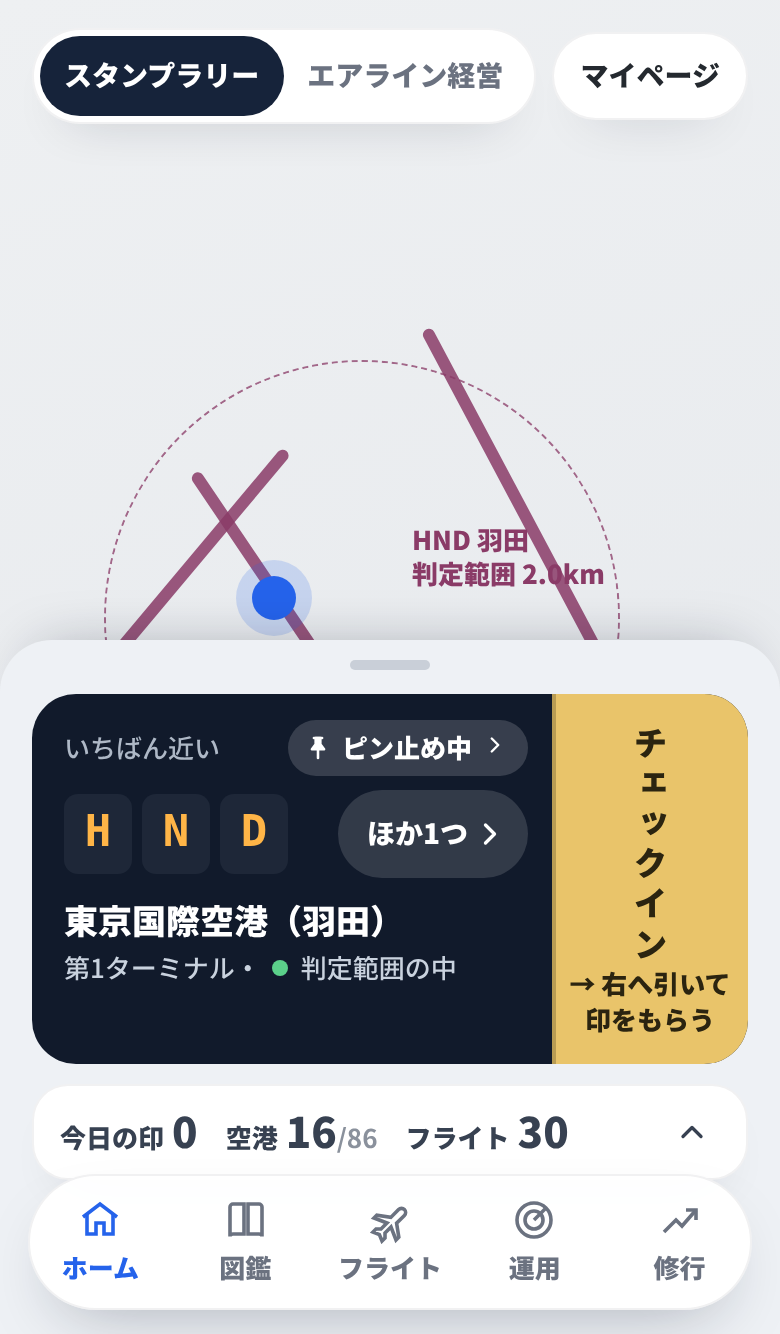 スタンプラリー エアライン経営 マイページ
HND 羽田
判定範囲 2.0km
いちばん近い ピン止め中
HND ほか1つ
東京国際空港（羽田）
第1ターミナル・ 判定範囲の中
チェックイン
→ 右へ引いて
印をもらう
今日の印 0 空港 16/86 フライト 30
ホーム 図鑑 フライト 運用 修行